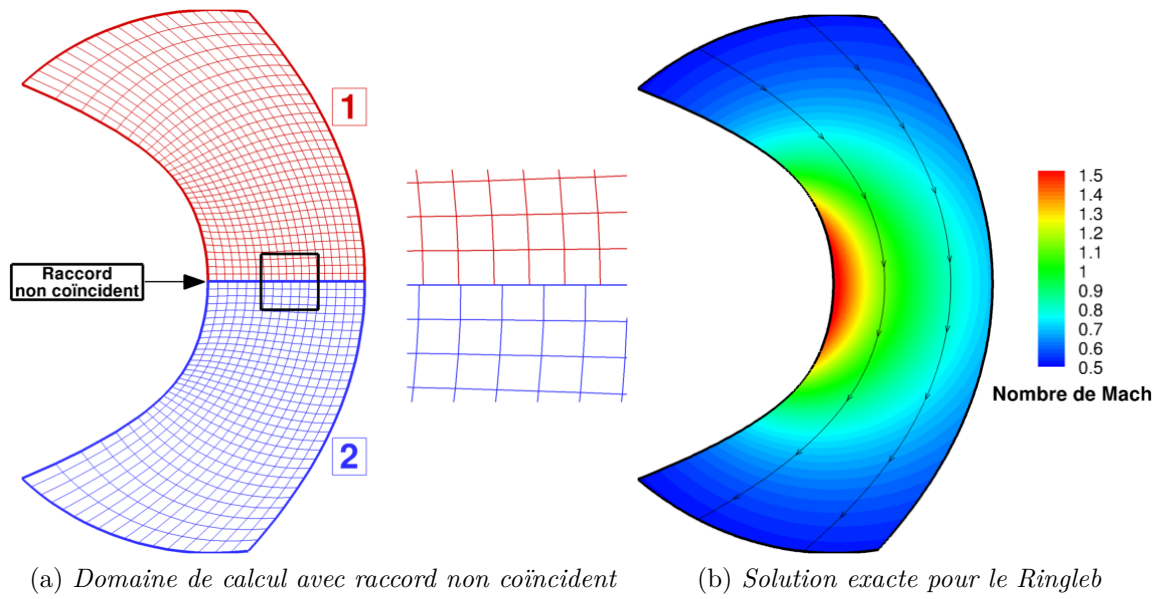 1
Raccord
non coïncident
2
1.5
1.4
1.3
1.2
1.1
1
0.9
0.8
0.7
0.6
0.5
Nombre de Mach
(a) Domaine de calcul avec raccord non coïncident
(b) Solution exacte pour le Ringleb